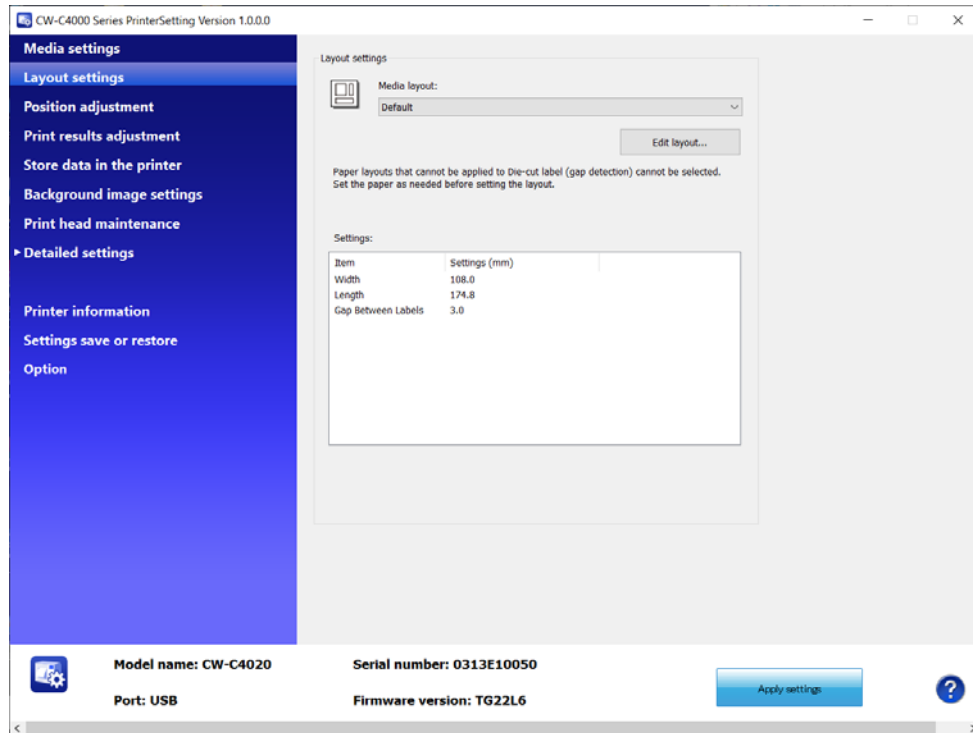 CW-C4000 Series PrinterSetting Version 1.0.0.0
Media settings
Layout settings
Position adjustment
Print results adjustment
Store data in the printer
Background image settings
Print head maintenance
Detailed settings
Printer information
Settings save or restore
Option
Layout settings
Media layout:
Default
Edit layout...
Paper layouts that cannot be applied to Die-cut label (gap detection) cannot be selected.
Set the paper as needed before setting the layout.
Settings:
Item Settings (mm)
Width 108.0
Length 174.8
Gap Between Labels 3.0
Model name: CW-C4020 Serial number: 0313E10050
Port: USB Firmware version: TG22L6
Apply settings
?